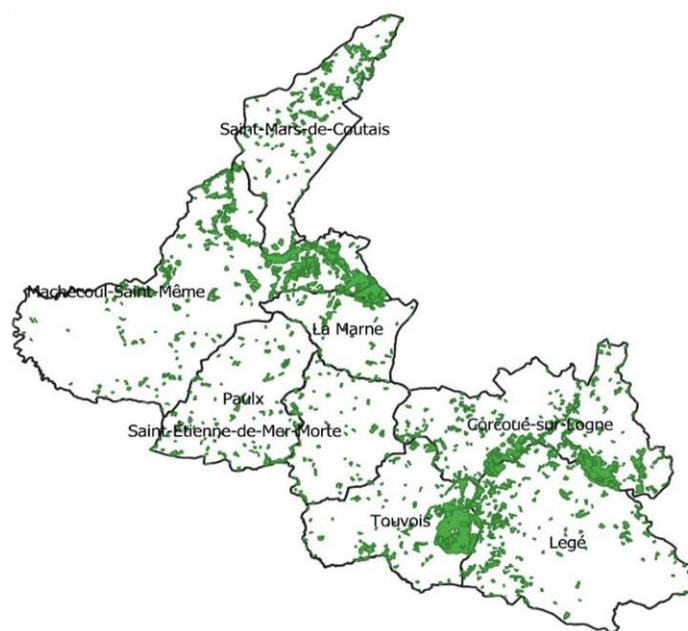 Saint-Mars-de-Coutais
Machecoul-Saint-Même
La Marne
Paulx
Saint-Etienne-de-Mer-Morte
Corcoué-sur-Logne
Touvois
Legé